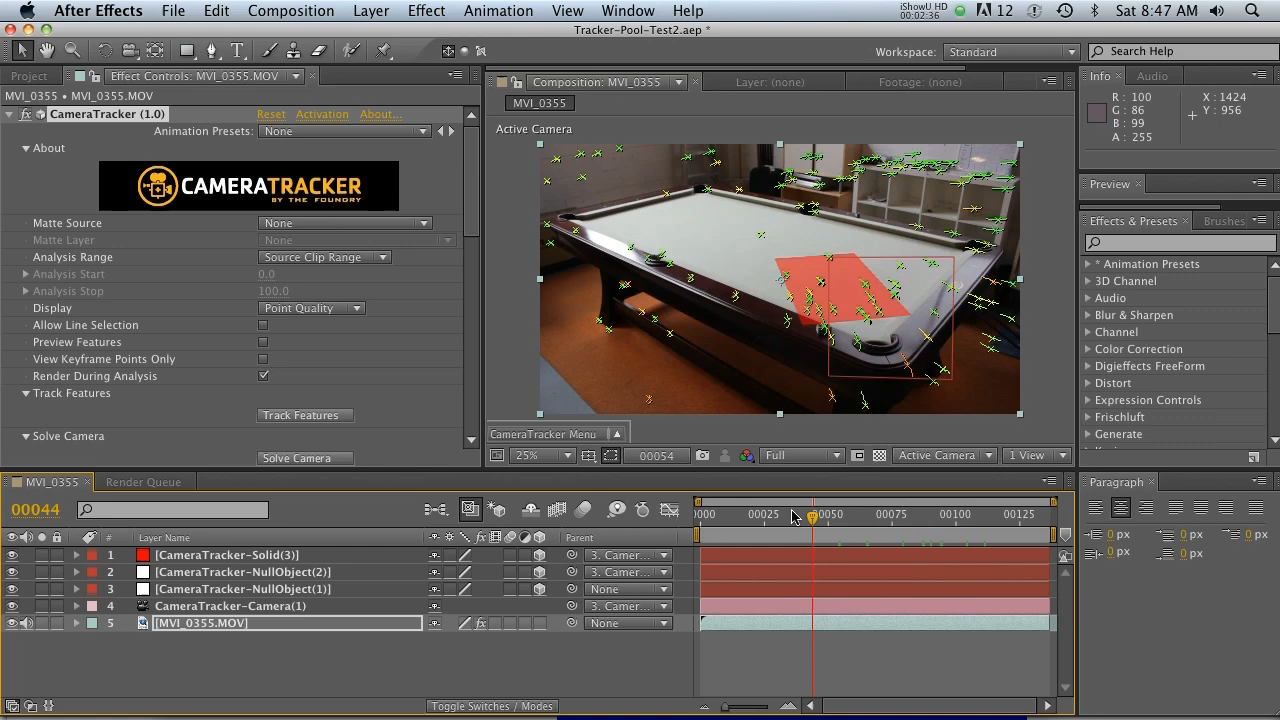 After Effects File Edit Composition Layer Effect Animation View Window Help
iShowU HD
00:02:36
12
Sat 8:47 AM
Tracker-Pool-Test2.aep *
Workspace: Standard
Search Help
Project
Effect Controls: MVI_0355.MOV
MVI_0355 • MVI_0355.MOV
fx CameraTracker (1.0) Reset Activation About...
Animation Presets: None
About
CAMERATRACKER
BY THE FOUNDRY
Matte Source None
Matte Layer None
Analysis Range Source Clip Range
Analysis Start 0.0
Analysis Stop 100.0
Display Point Quality
Allow Line Selection
Preview Features
View Keyframe Points Only
Render During Analysis
Track Features
Track Features
Solve Camera
Solve Camera
Composition: MVI_0355
Layer: (none)
Footage: (none)
MVI_0355
Active Camera
CameraTracker Menu
25% 00054 Full Active Camera 1 View
Info Audio
R: 100 X: 1424
G: 86 Y: 956
B: 99
A: 255
Preview
Effects & Presets Brushes
* Animation Presets
3D Channel
Audio
Blur & Sharpen
Channel
Color Correction
Digieffects FreeForm
Distort
Expression Controls
Frischluft
Generate
MVI_0355 Render Queue
00044
0000 00025 00050 00075 00100 00125
# Layer Name fx Parent
1 [CameraTracker-Solid(3)] 3. Camer...
2 [CameraTracker-NullObject(2)] 3. Camer...
3 [CameraTracker-NullObject(1)] None
4 CameraTracker-Camera(1) 3. Camer...
5 [MVI_0355.MOV] fx None
Toggle Switches / Modes
Paragraph
0 px 0 px 0 px
0 px 0 px